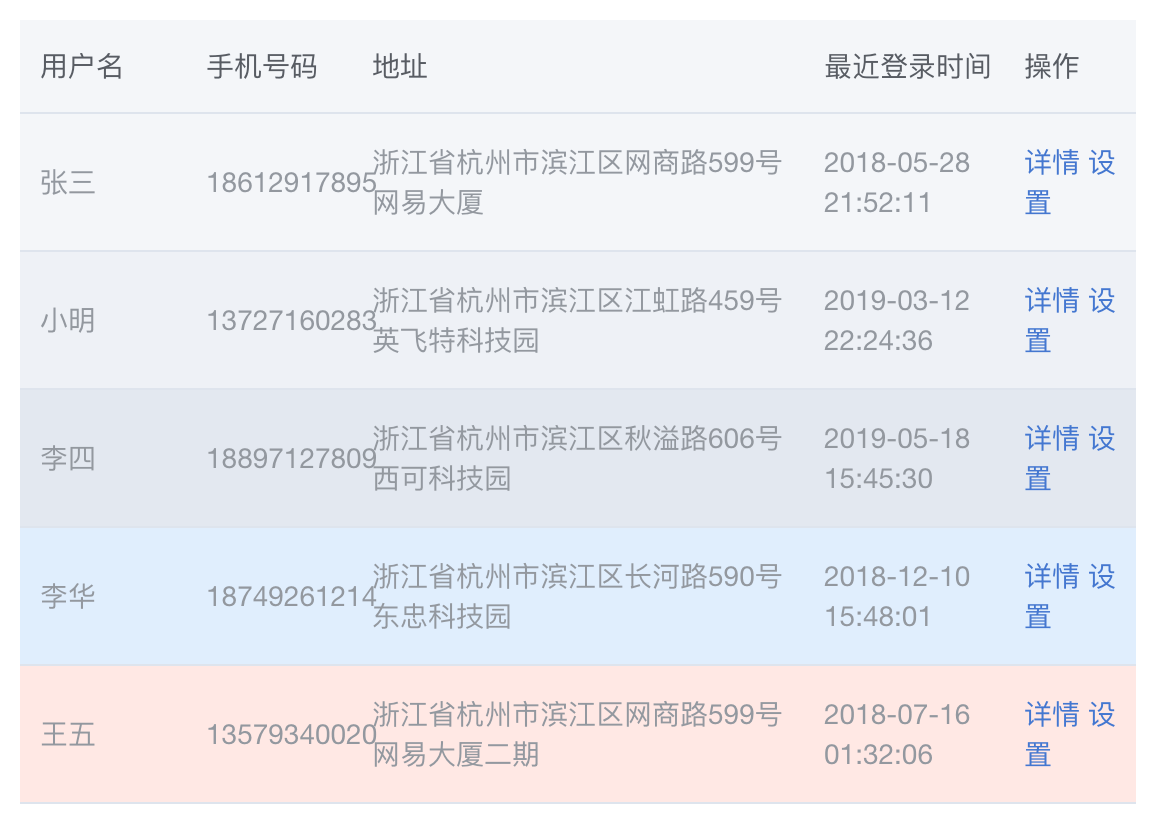 用户名 手机号码 地址 最近登录时间 操作
张三 18612917895 浙江省杭州市滨江区网商路599号 2018-05-28 详情 设
网易大厦 21:52:11 置
小明 13727160283 浙江省杭州市滨江区江虹路459号 2019-03-12 详情 设
英飞特科技园 22:24:36 置
李四 18897127809 浙江省杭州市滨江区秋溢路606号 2019-05-18 详情 设
西可科技园 15:45:30 置
李华 18749261214 浙江省杭州市滨江区长河路590号 2018-12-10 详情 设
东忠科技园 15:48:01 置
王五 13579340020 浙江省杭州市滨江区网商路599号 2018-07-16 详情 设
网易大厦二期 01:32:06 置